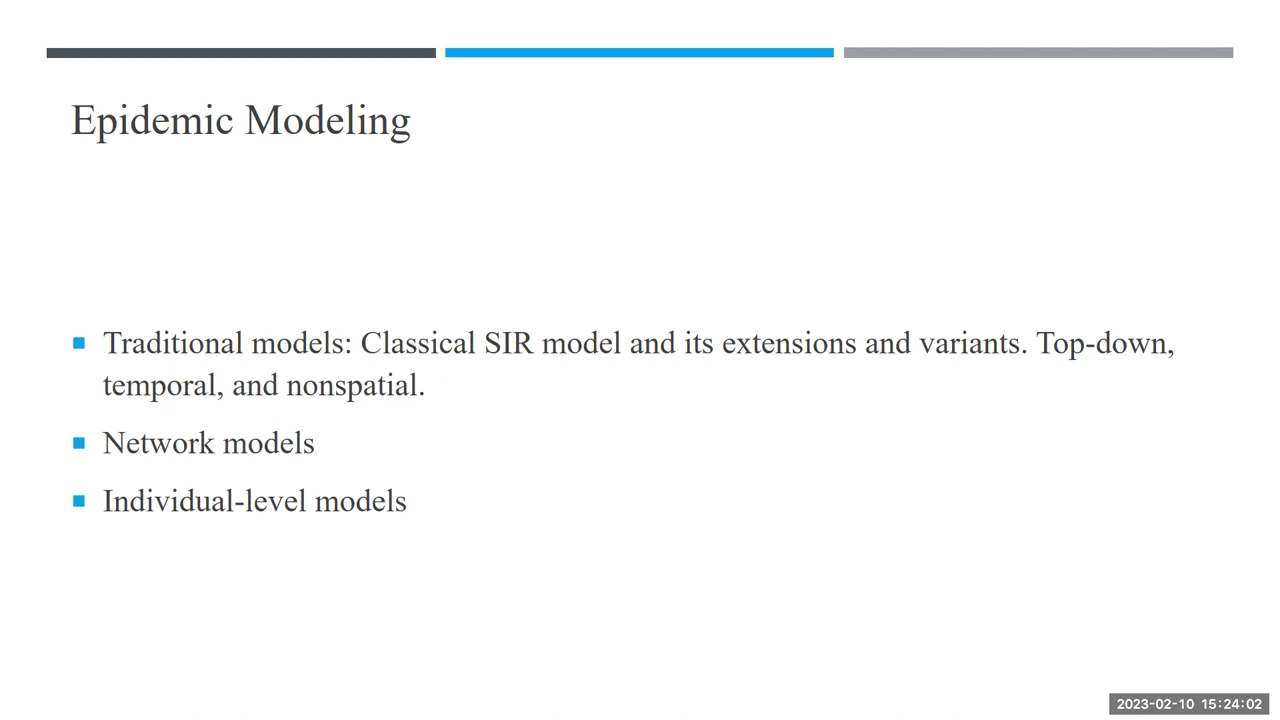 Epidemic Modeling
Traditional models: Classical SIR model and its extensions and variants. Top-down,
temporal, and nonspatial.
Network models
Individual-level models
2023-02-10 15:24:02